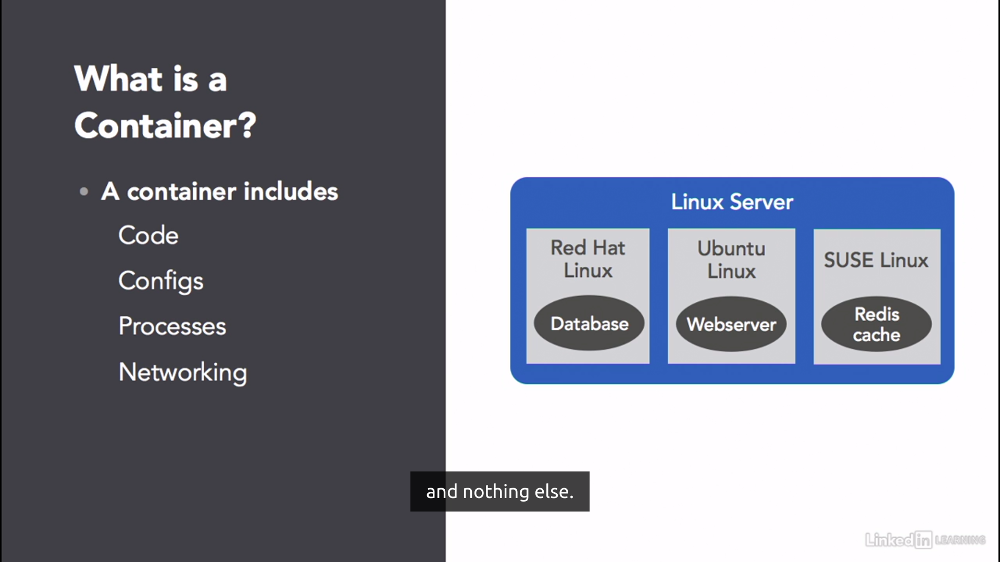 What is a
Container?
A container includes
Code
Configs
Processes
Networking
Linux Server
Red Hat
Linux
Database
Ubuntu
Linux
Webserver
SUSE Linux
Redis
cache
and nothing else.
LinkedIn LEARNING